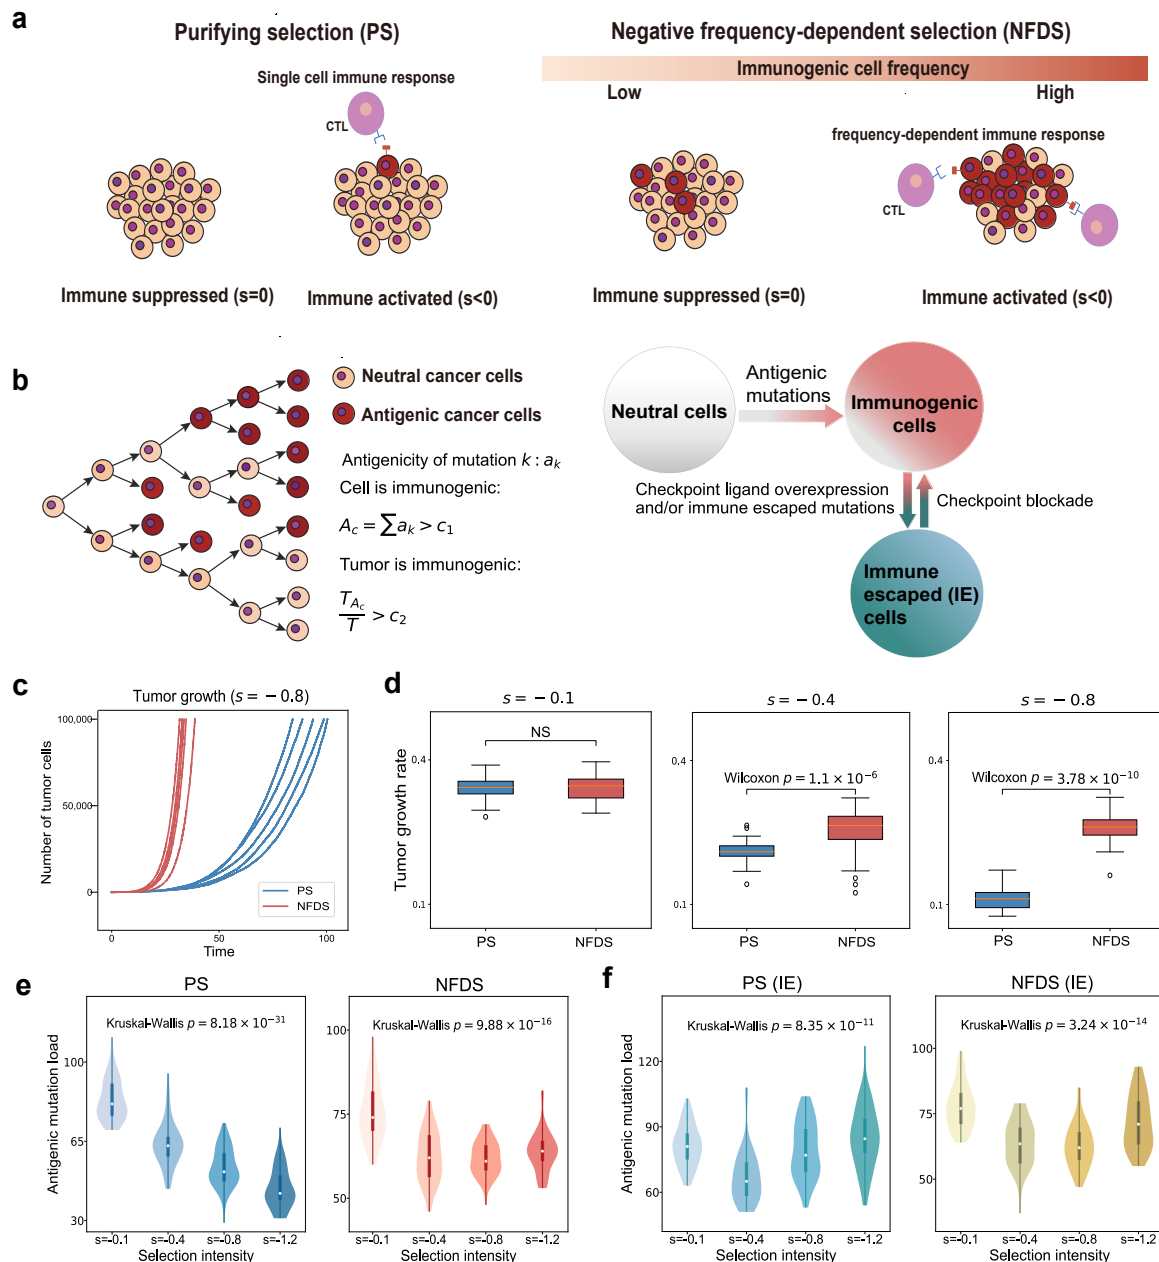 a
Purifying selection (PS)
Negative frequency-dependent selection (NFDS)
Immunogenic cell frequency
Single cell immune response
Low
High
CTL
frequency-dependent immune response
CTL
CTL
Immune suppressed (s=0)
Immune activated (s<0)
Immune suppressed (s=0)
Immune activated (s<0)
b
Neutral cancer cells
Antigenic cancer cells
Antigenicity of mutation k : a_k
Cell is immunogenic:
A_c = ∑ a_k > c_1
Tumor is immunogenic:
T_{A_c} / T > c_2
Neutral cells
Antigenic
mutations
Immunogenic
cells
Checkpoint ligand overexpression
and/or immune escaped mutations
Checkpoint blockade
Immune
escaped (IE)
cells
c
Tumor growth (s = −0.8)
Number of tumor cells
100,000
50,000
0
PS
NFDS
0
50
100
Time
d
Tumor growth rate
s = −0.1
0.4
0.1
NS
PS
NFDS
s = −0.4
0.4
0.1
Wilcoxon p = 1.1 × 10⁻⁶
PS
NFDS
s = −0.8
0.4
0.1
Wilcoxon p = 3.78 × 10⁻¹⁰
PS
NFDS
e
Antigenic mutation load
PS
Kruskal-Wallis p = 8.18 × 10⁻³¹
100
65
30
s=-0.1
s=-0.4
s=-0.8
s=-1.2
Selection intensity
NFDS
Kruskal-Wallis p = 9.88 × 10⁻¹⁶
100
75
50
s=-0.1
s=-0.4
s=-0.8
s=-1.2
Selection intensity
f
Antigenic mutation load
PS (IE)
Kruskal-Wallis p = 8.35 × 10⁻¹¹
120
90
60
s=-0.1
s=-0.4
s=-0.8
s=-1.2
Selection intensity
NFDS (IE)
Kruskal-Wallis p = 3.24 × 10⁻¹⁴
100
75
50
s=-0.1
s=-0.4
s=-0.8
s=-1.2
Selection intensity